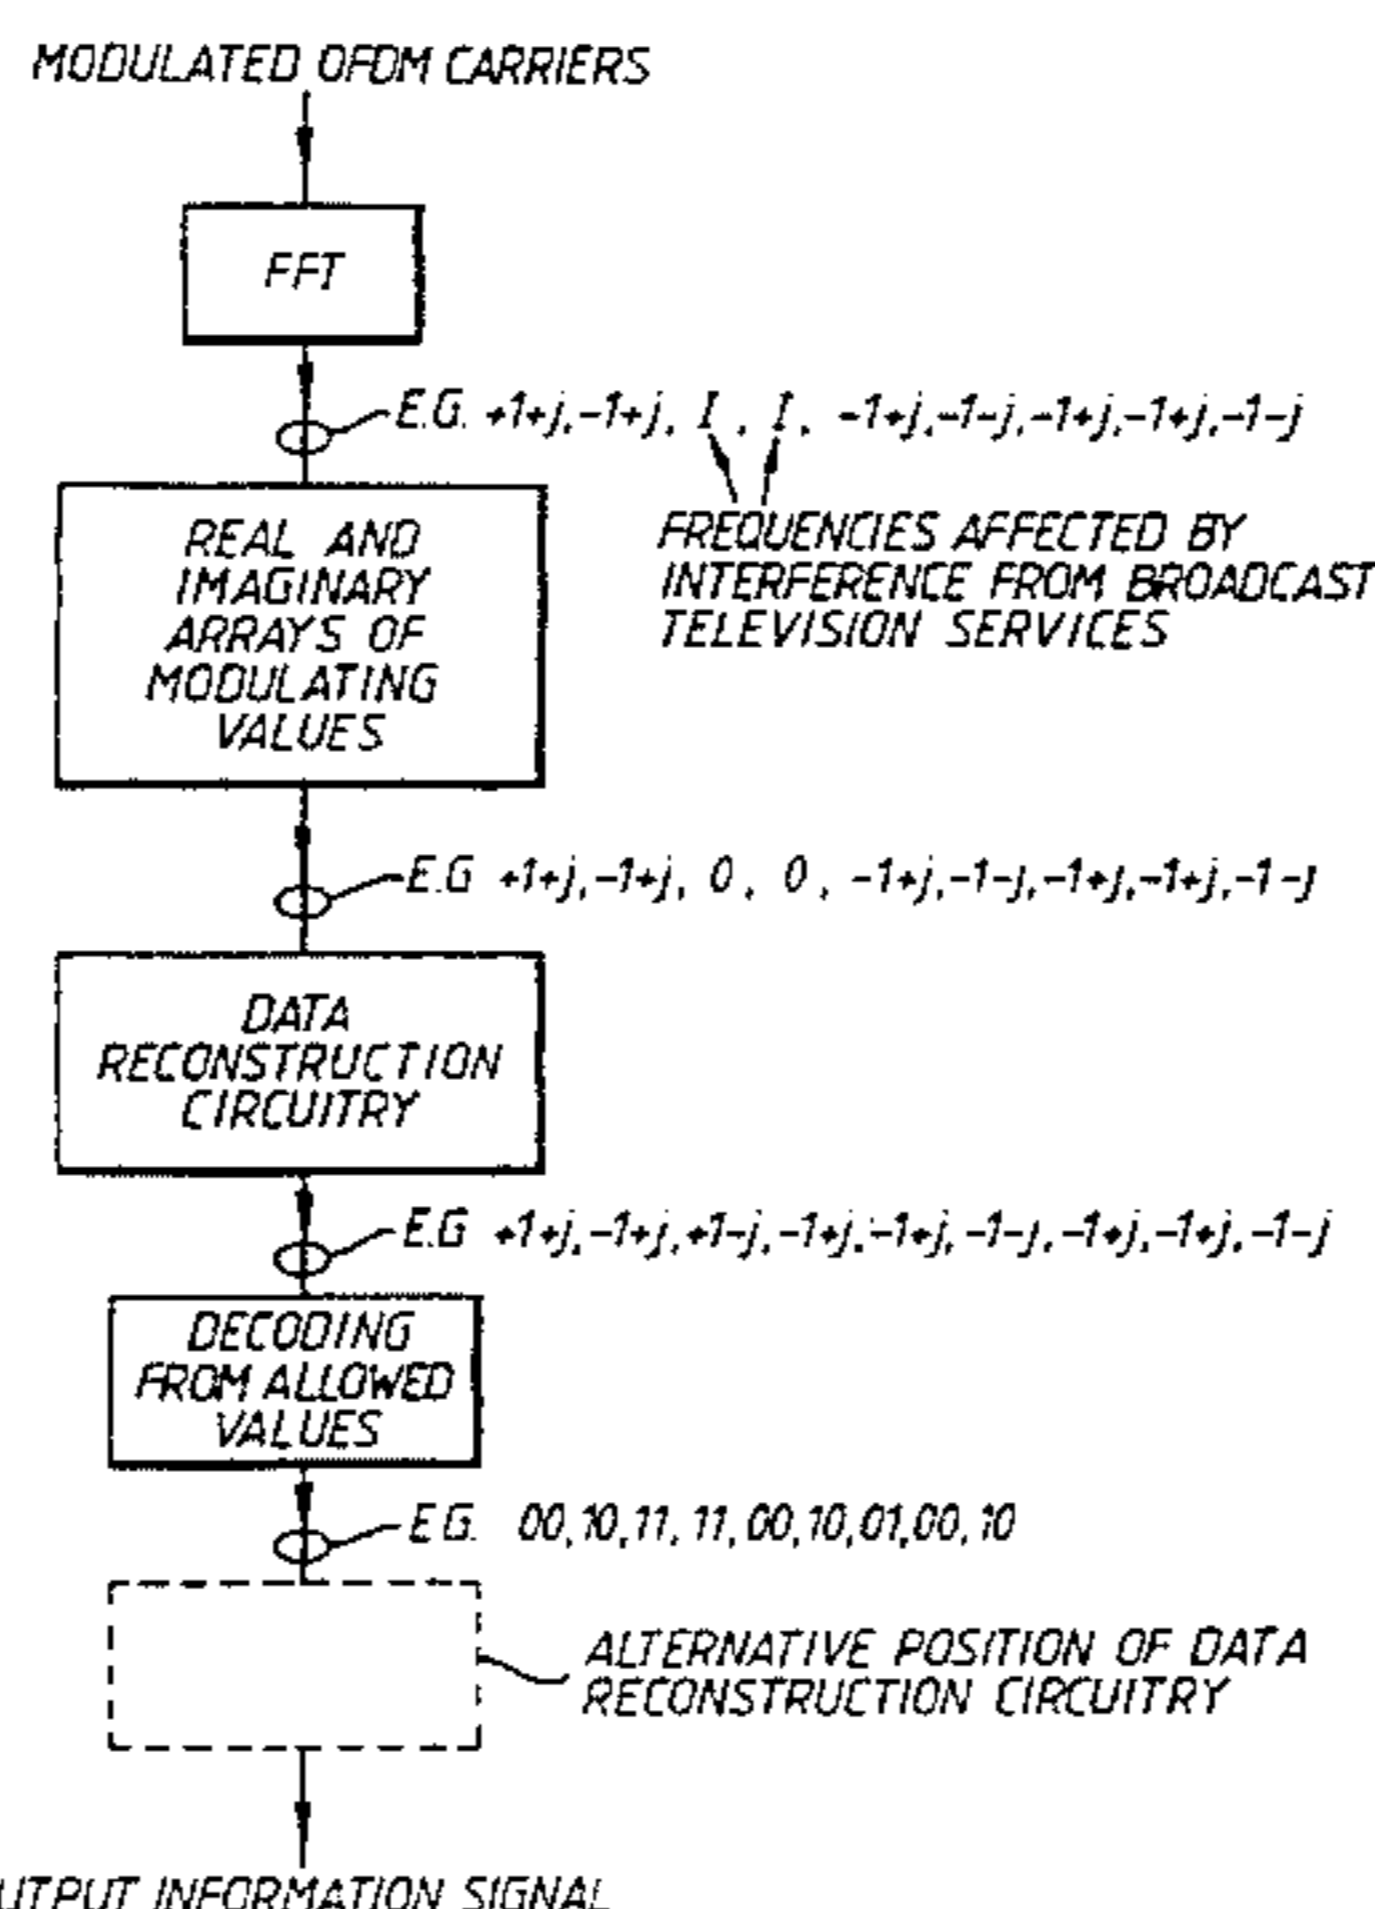 MODULATED OFDM CARRIERS
FFT
E.G. +1+j,-1+j, I, I, -1+j,-1-j,-1+j,-1+j,-1-j
REAL AND
IMAGINARY
ARRAYS OF
MODULATING
VALUES
FREQUENCIES AFFECTED BY
INTERFERENCE FROM BROADCAST
TELEVISION SERVICES
E.G +1+j,-1+j, 0, 0, -1+j,-1-j,-1+j,-1+j,-1-j
DATA
RECONSTRUCTION
CIRCUITRY
E.G +1+j,-1+j,+1-j,-1+j,-1+j,-1-j,-1+j,-1+j,-1-j
DECODING
FROM ALLOWED
VALUES
E.G. 00,10,11,11,00,10,01,00,10
ALTERNATIVE POSITION OF DATA
RECONSTRUCTION CIRCUITRY
UTPUT INFORMATION SIGNAL